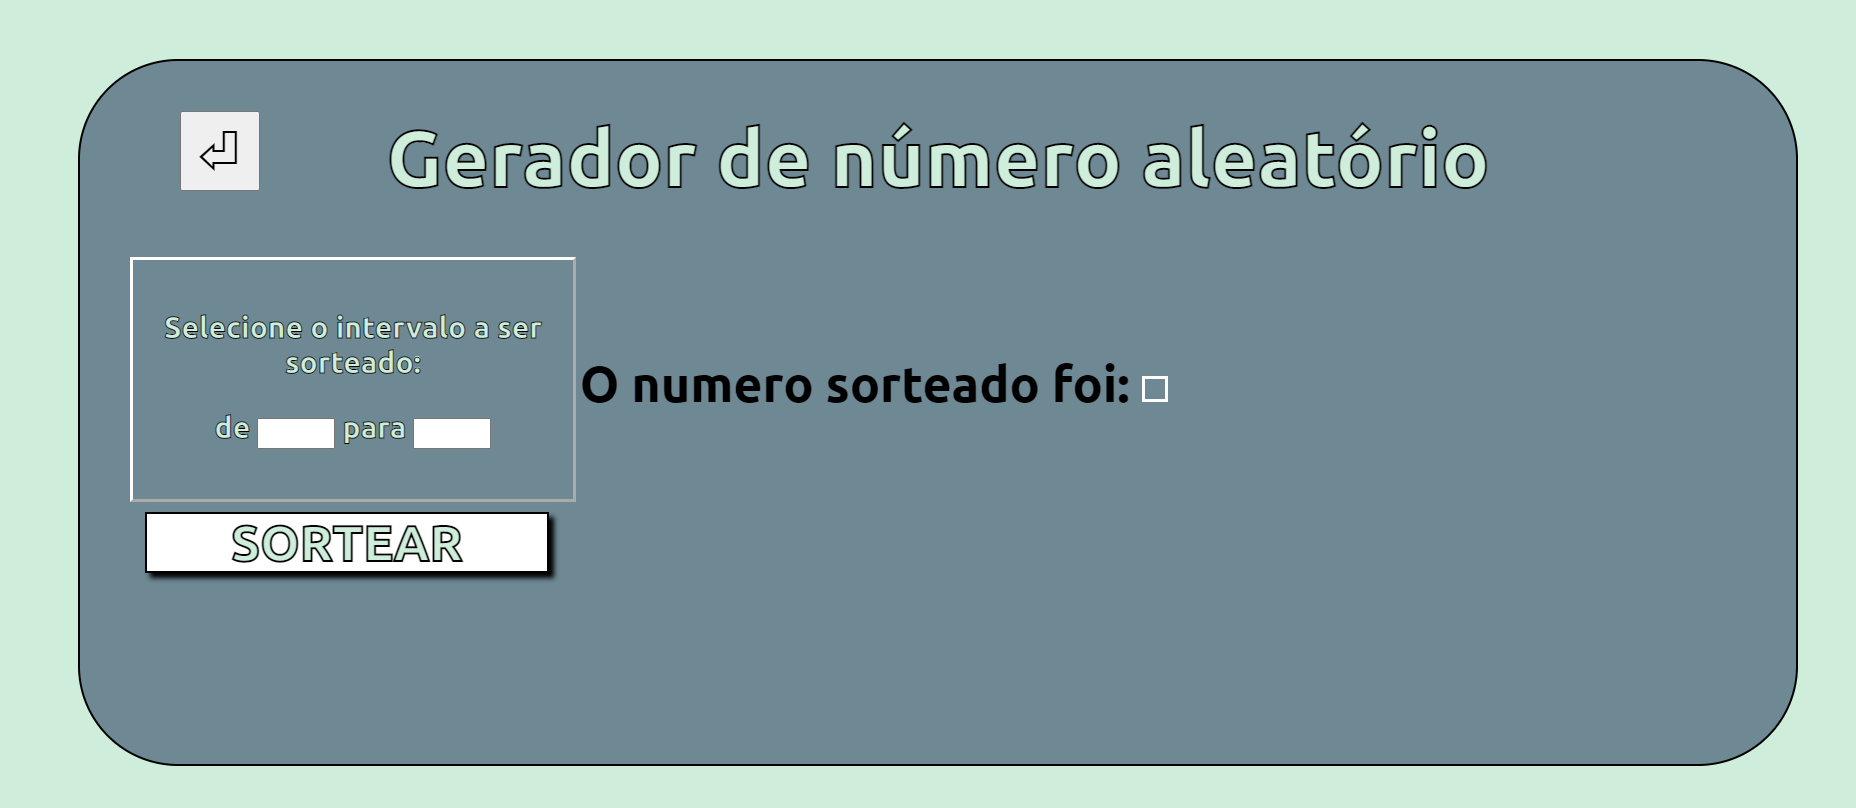 ⏎
Gerador de número aleatório
Selecione o intervalo a ser
sorteado:
de para
O numero sorteado foi:
SORTEAR